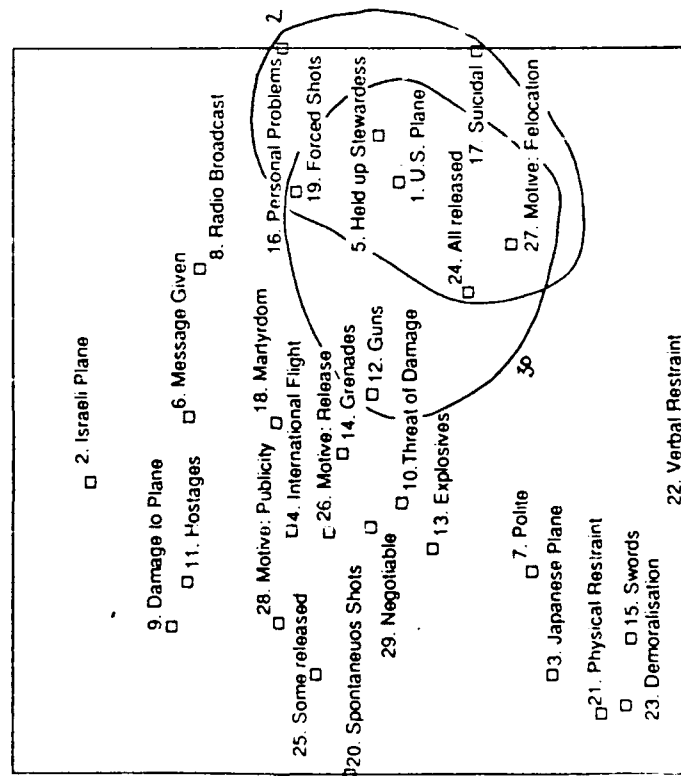 2. Israeli Plane
9. Damage to Plane
6. Message Given
11. Hostages
8. Radio Broadcast
28. Motive: Publicity
18. Martyrdom
16. Personal Problems
2
4. International Flight
25. Some released
19. Forced Shots
26. Motive: Release
14. Grenades
20. Spontaneuos Shots
5. Held up Stewardess
12. Guns
29. Negotiable
10.Threat of Damage
1. U.S. Plane
13. Explosives
24. All released
17. Suicidal
7. Polite
30
27. Motive: Felocation
3. Japanese Plane
21. Physical Restraint
15. Swords
23. Demoralisation
22. Verbal Restraint